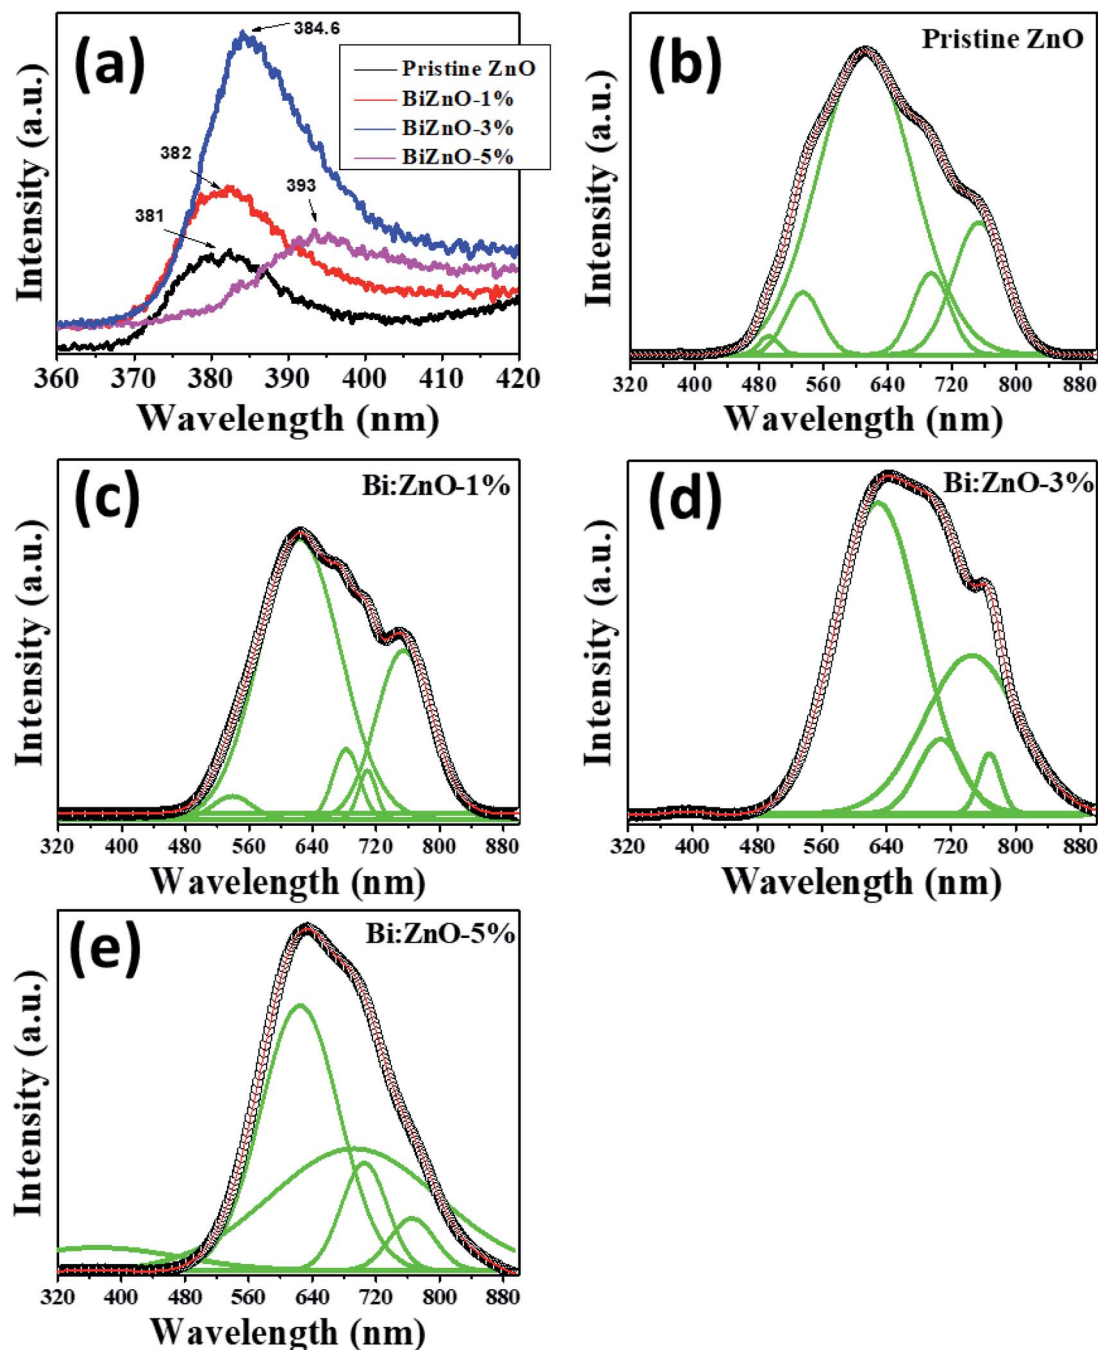 (a)
384.6
Pristine ZnO
BiZnO-1%
BiZnO-3%
BiZnO-5%
382
393
381
Intensity (a.u.)
360 370 380 390 400 410 420
Wavelength (nm)
(b)
Pristine ZnO
Intensity (a.u.)
320 400 480 560 640 720 800 880
Wavelength (nm)
(c)
Bi:ZnO-1%
Intensity (a.u.)
320 400 480 560 640 720 800 880
Wavelength (nm)
(d)
Bi:ZnO-3%
Intensity (a.u.)
320 400 480 560 640 720 800 880
Wavelength (nm)
(e)
Bi:ZnO-5%
Intensity (a.u.)
320 400 480 560 640 720 800 880
Wavelength (nm)